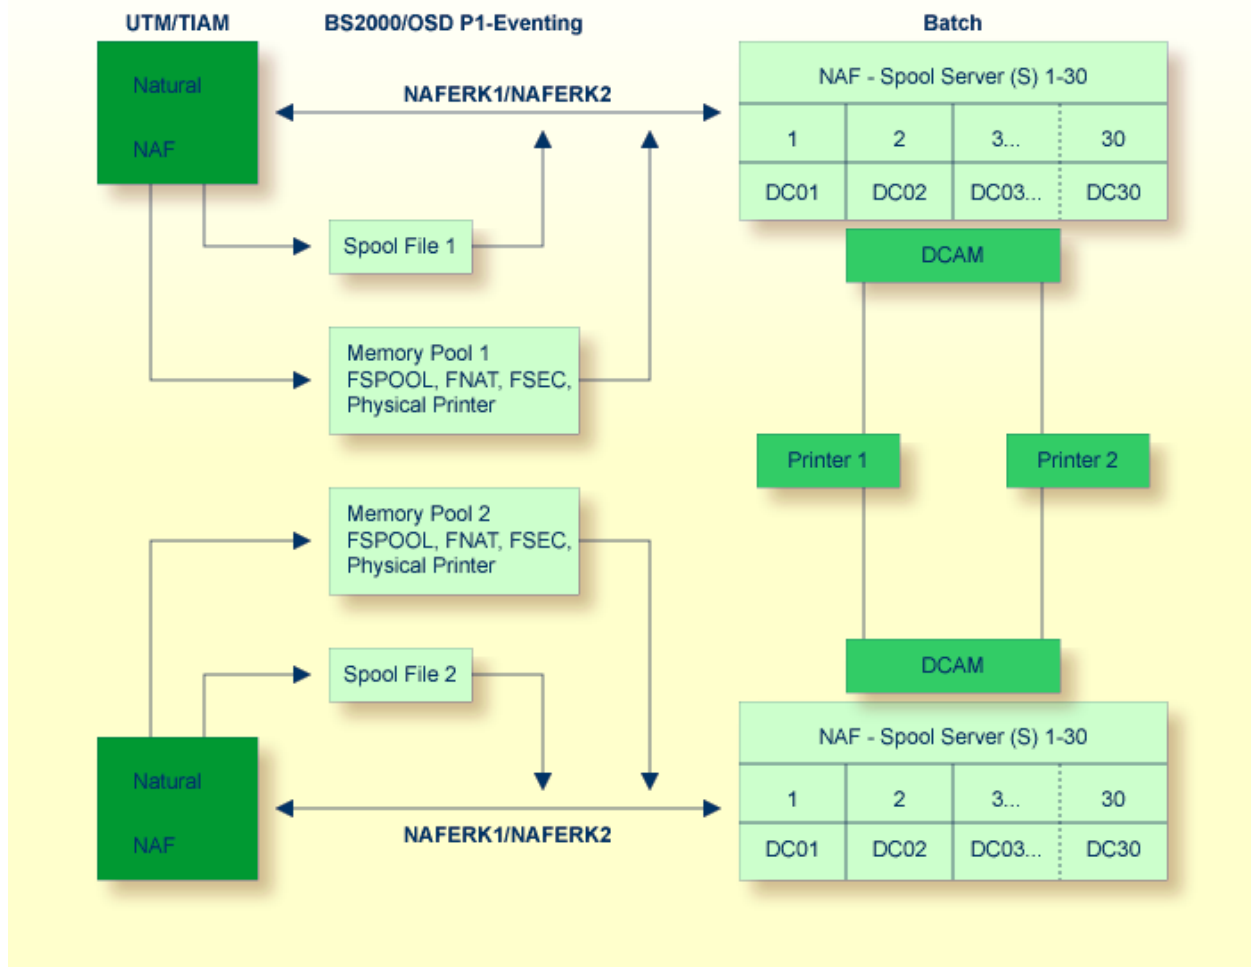 UTM/TIAM BS2000/OSD P1-Eventing Batch
Natural
NAF
NAFERK1/NAFERK2
NAF - Spool Server (S) 1-30
1 2 3... 30
DC01 DC02 DC03... DC30
Spool File 1
DCAM
Memory Pool 1
FSPOOL, FNAT, FSEC,
Physical Printer
Printer 1 Printer 2
Memory Pool 2
FSPOOL, FNAT, FSEC,
Physical Printer
Spool File 2
DCAM
Natural
NAF
NAFERK1/NAFERK2
NAF - Spool Server (S) 1-30
1 2 3... 30
DC01 DC02 DC03... DC30